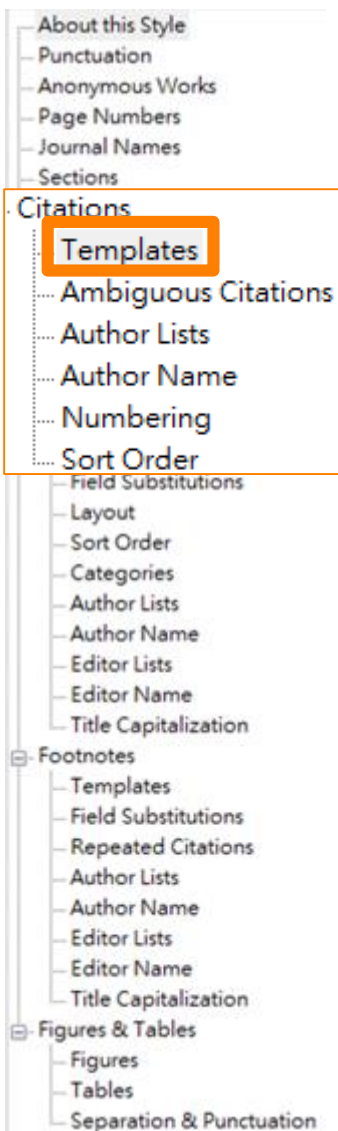 About this Style
Punctuation
Anonymous Works
Page Numbers
Journal Names
Sections
Citations
Templates
Ambiguous Citations
Author Lists
Author Name
Numbering
Sort Order
Field Substitutions
Layout
Sort Order
Categories
Author Lists
Author Name
Editor Lists
Editor Name
Title Capitalization
Footnotes
Templates
Field Substitutions
Repeated Citations
Author Lists
Author Name
Editor Lists
Editor Name
Title Capitalization
Figures & Tables
Figures
Tables
Separation & Punctuation